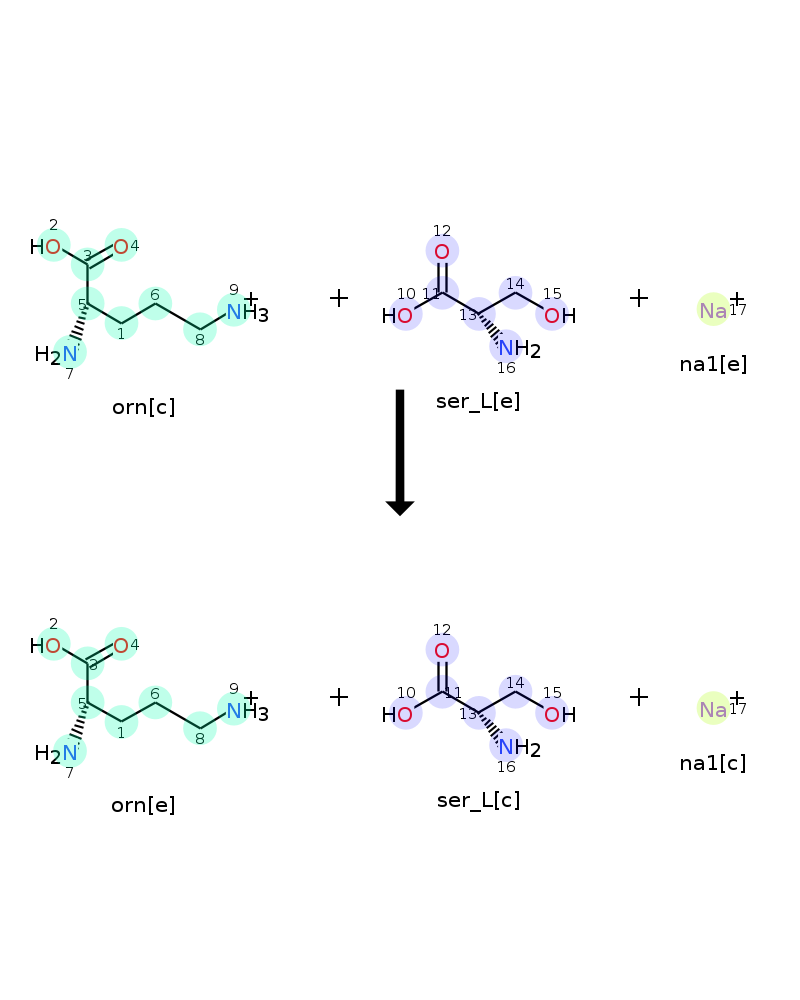 2 12
HO 3 O 4 O 9 14
5 6 NH3+ + 10 11 15 + Na+ 17
1 HO 13 OH
H2N 8 NH2
7 16
na1[e]
orn[c] ser_L[e]
2 12
HO 3 O 4 O 9 14
5 6 NH3+ + 10 11 15 + Na+ 17
1 HO 13 OH
H2N 8 NH2
7 16
na1[c]
orn[e] ser_L[c]